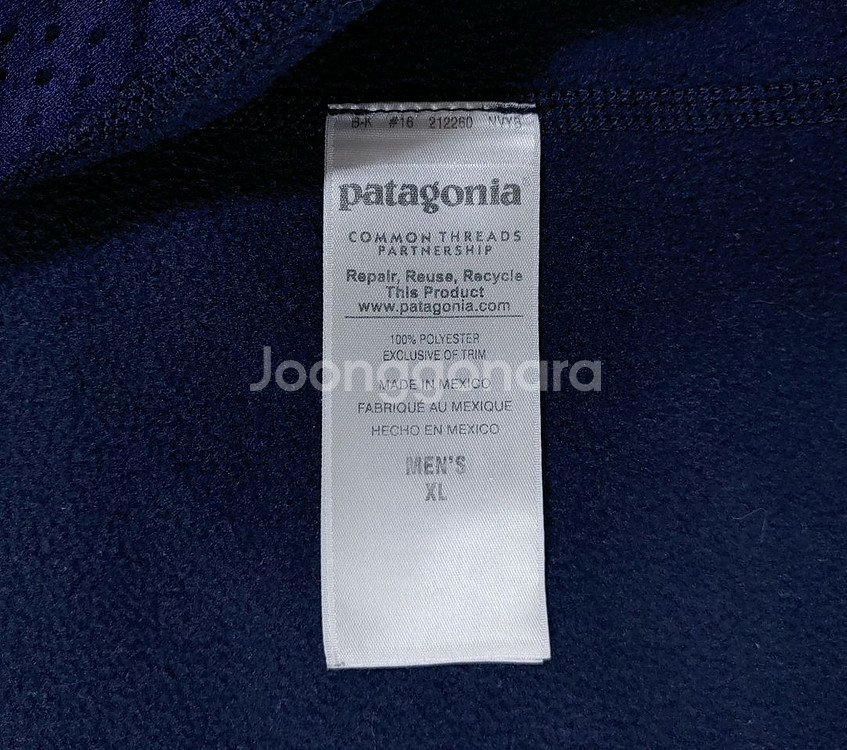 B-K #16 212260 NVYB
patagonia®
COMMON THREADS
PARTNERSHIP
Repair, Reuse, Recycle
This Product
www.patagonia.com
100% POLYESTER
EXCLUSIVE OF TRIM
Joonggonara
MADE IN MEXICO
FABRIQUÉ AU MEXIQUE
HECHO EN MEXICO
MEN'S
XL